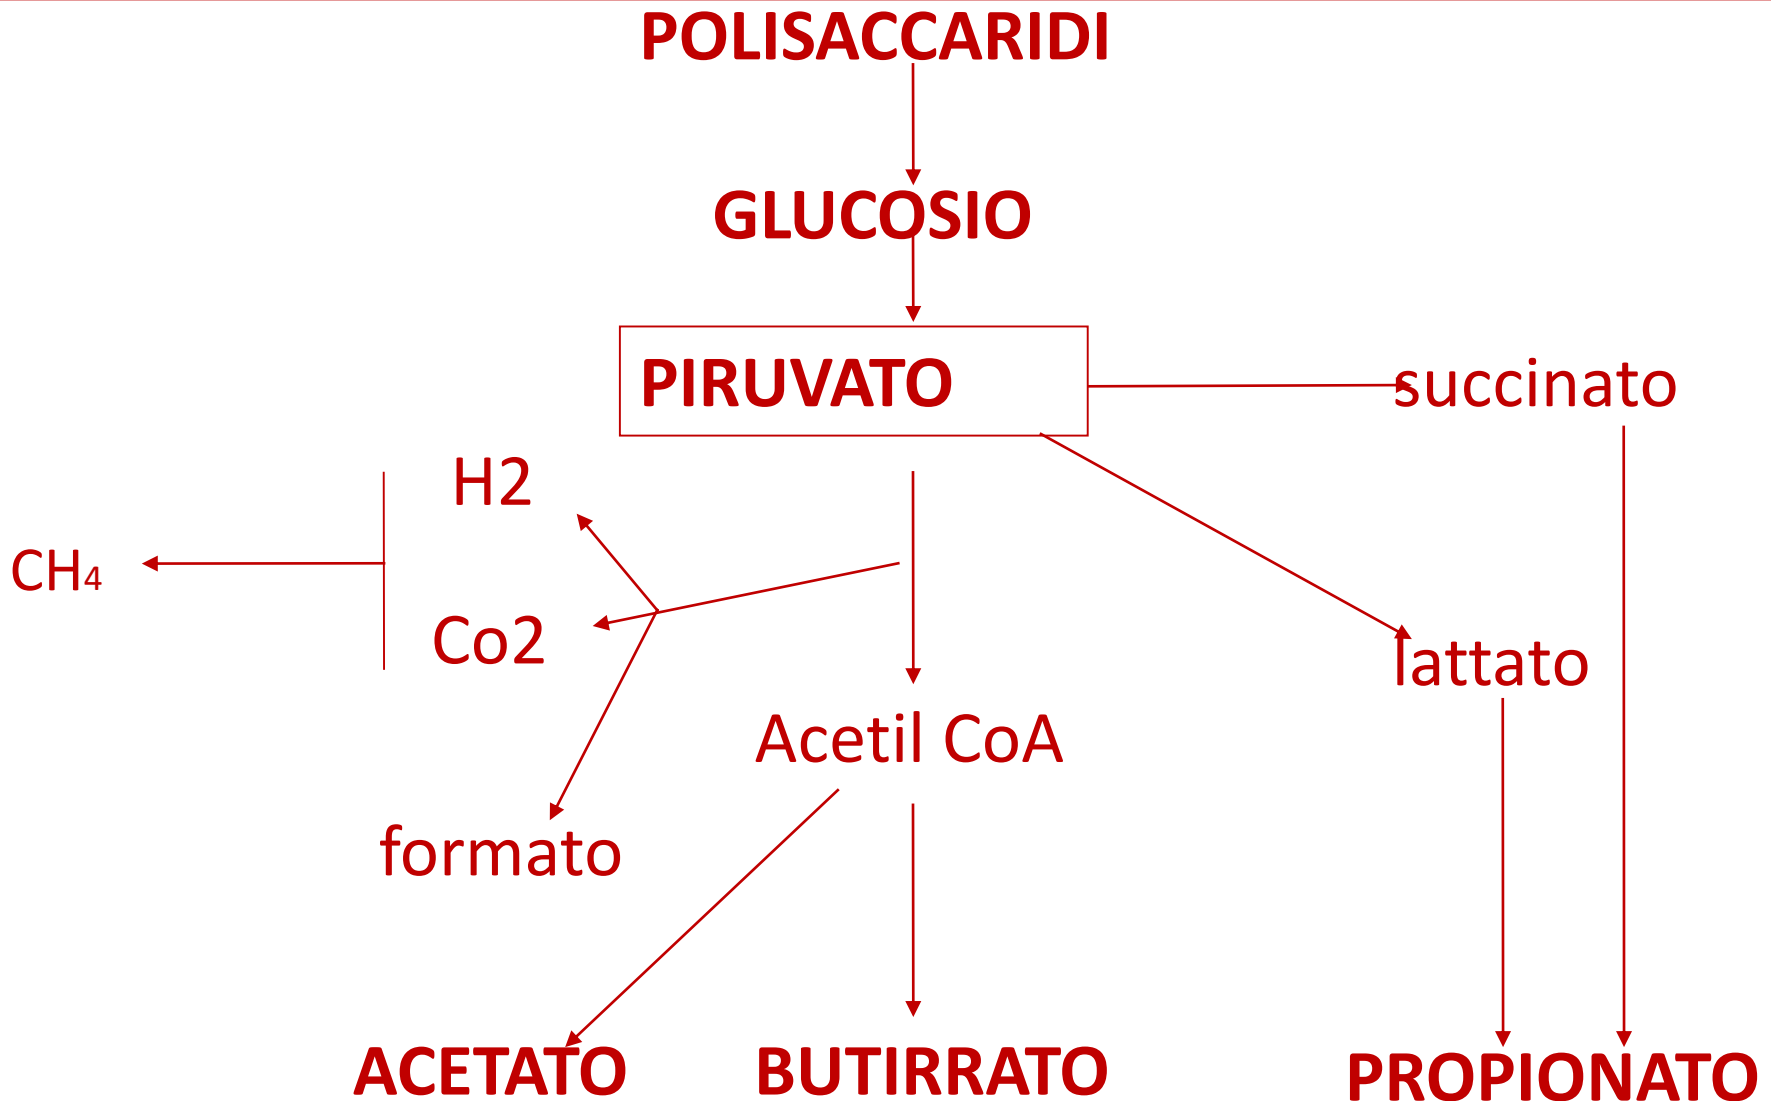 POLISACCARIDI
GLUCOSIO
PIRUVATO
succinato
H2
CH₄
Co2
lattato
Acetil CoA
formato
ACETATO
BUTIRRATO
PROPIONATO